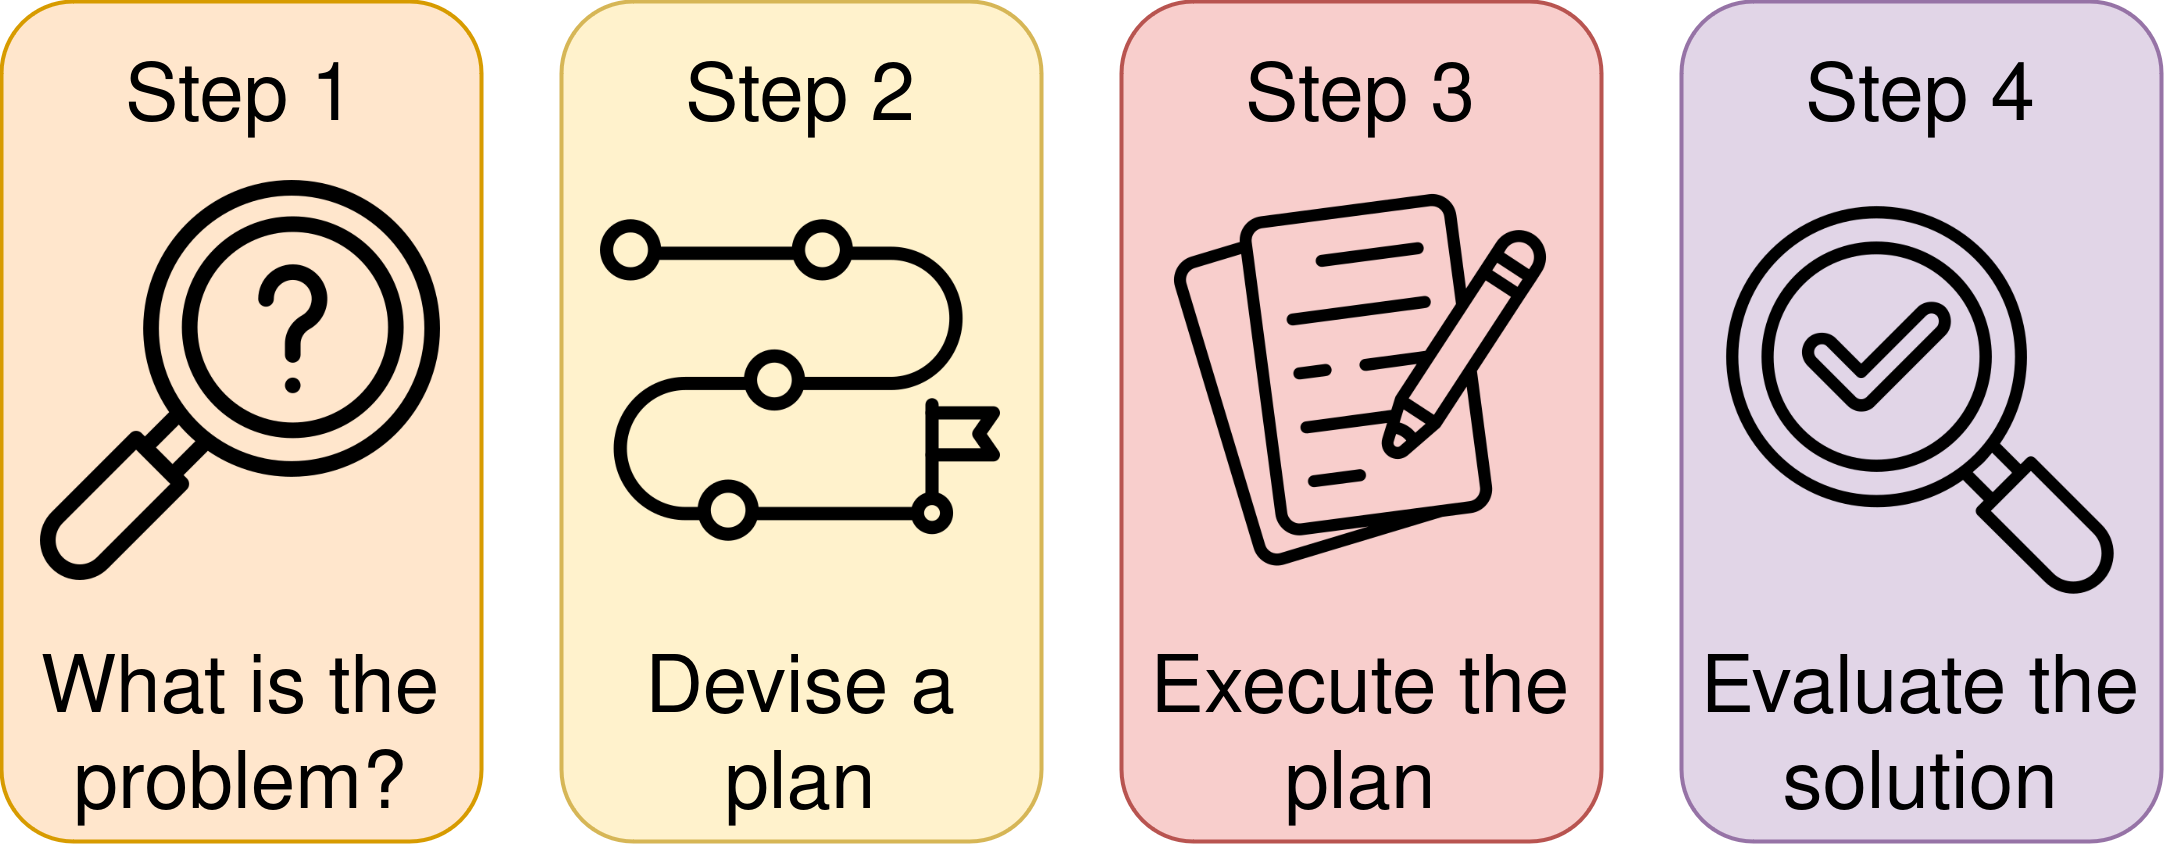 Step 1
What is the
problem?
Step 2
Devise a
plan
Step 3
Execute the
plan
Step 4
Evaluate the
solution